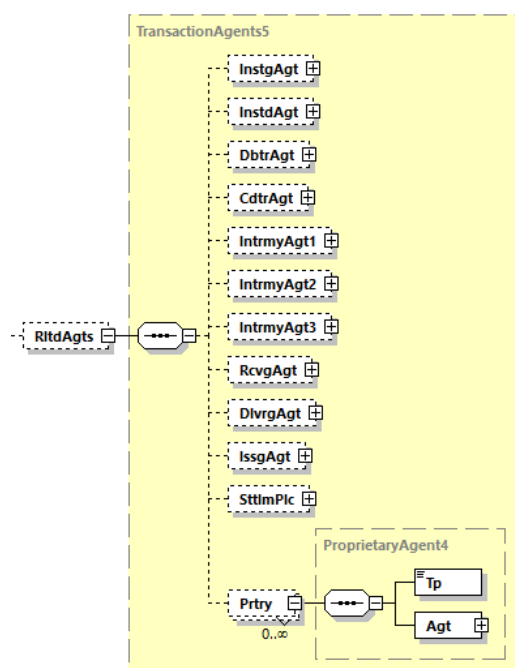 TransactionAgents5
InstgAgt
InstdAgt
DbtrAgt
CdtrAgt
IntrmyAgt1
IntrmyAgt2
IntrmyAgt3
RltdAgts
RcvgAgt
DlvrgAgt
IssgAgt
SttlmPlc
ProprietaryAgent4
Tp
Prtry
0..∞
Agt